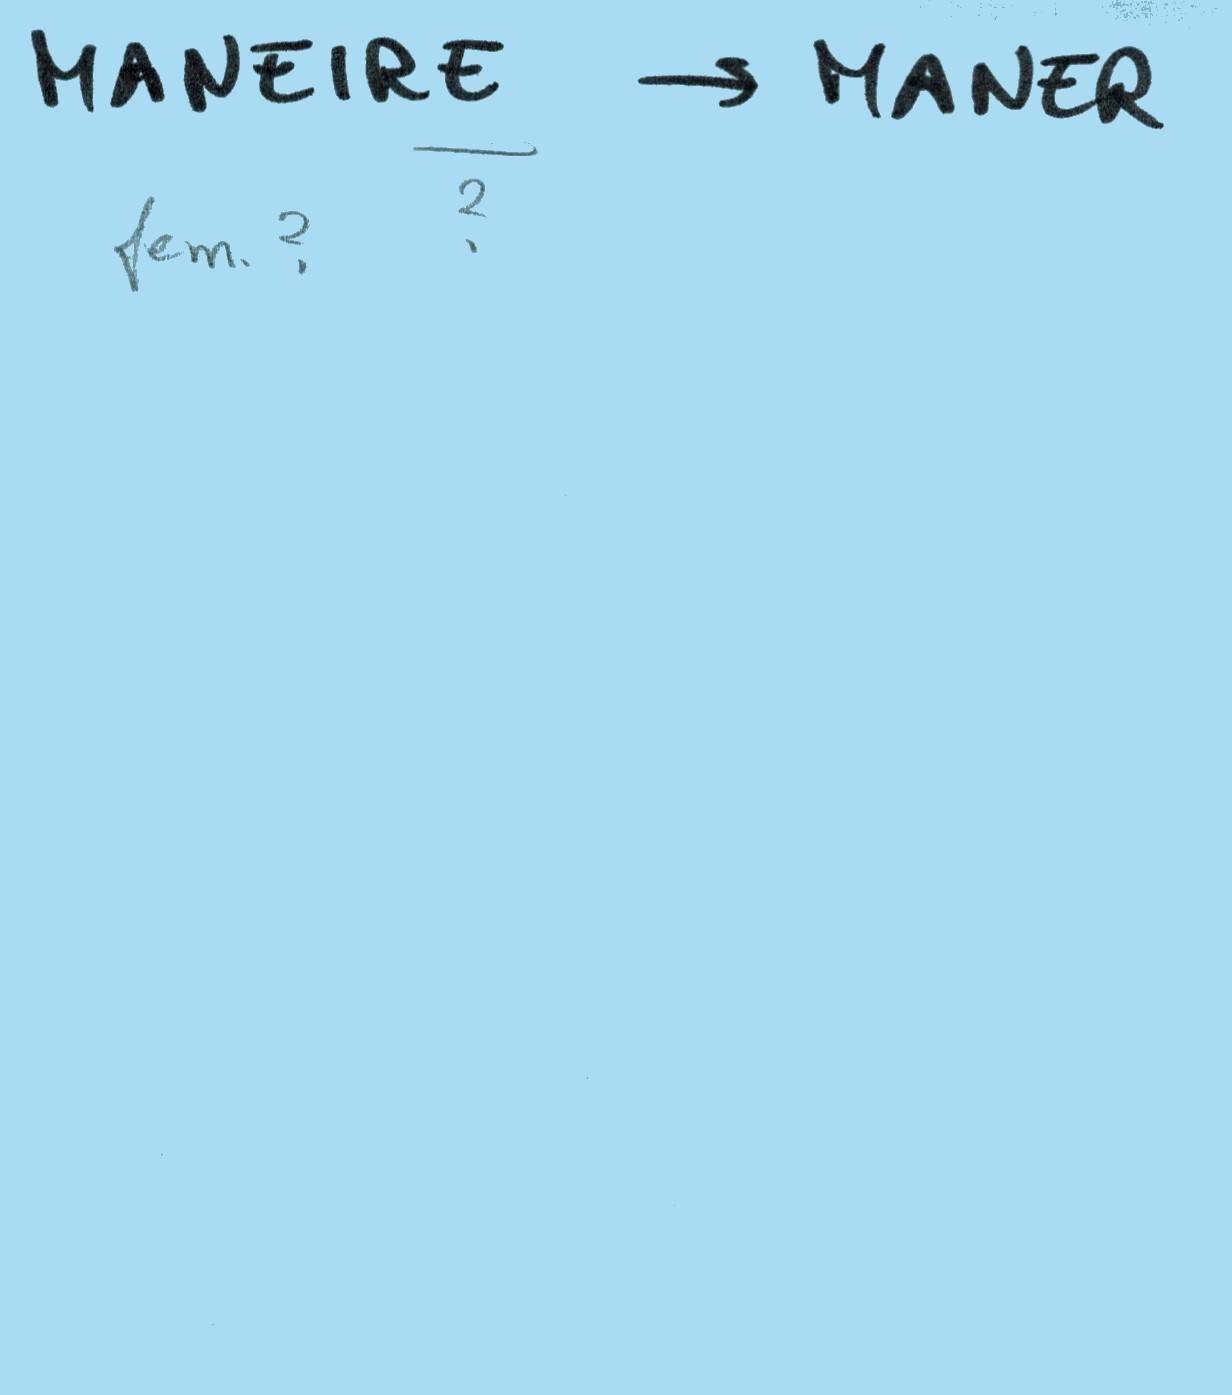 MANEIRE → MANER
?
fem. ?